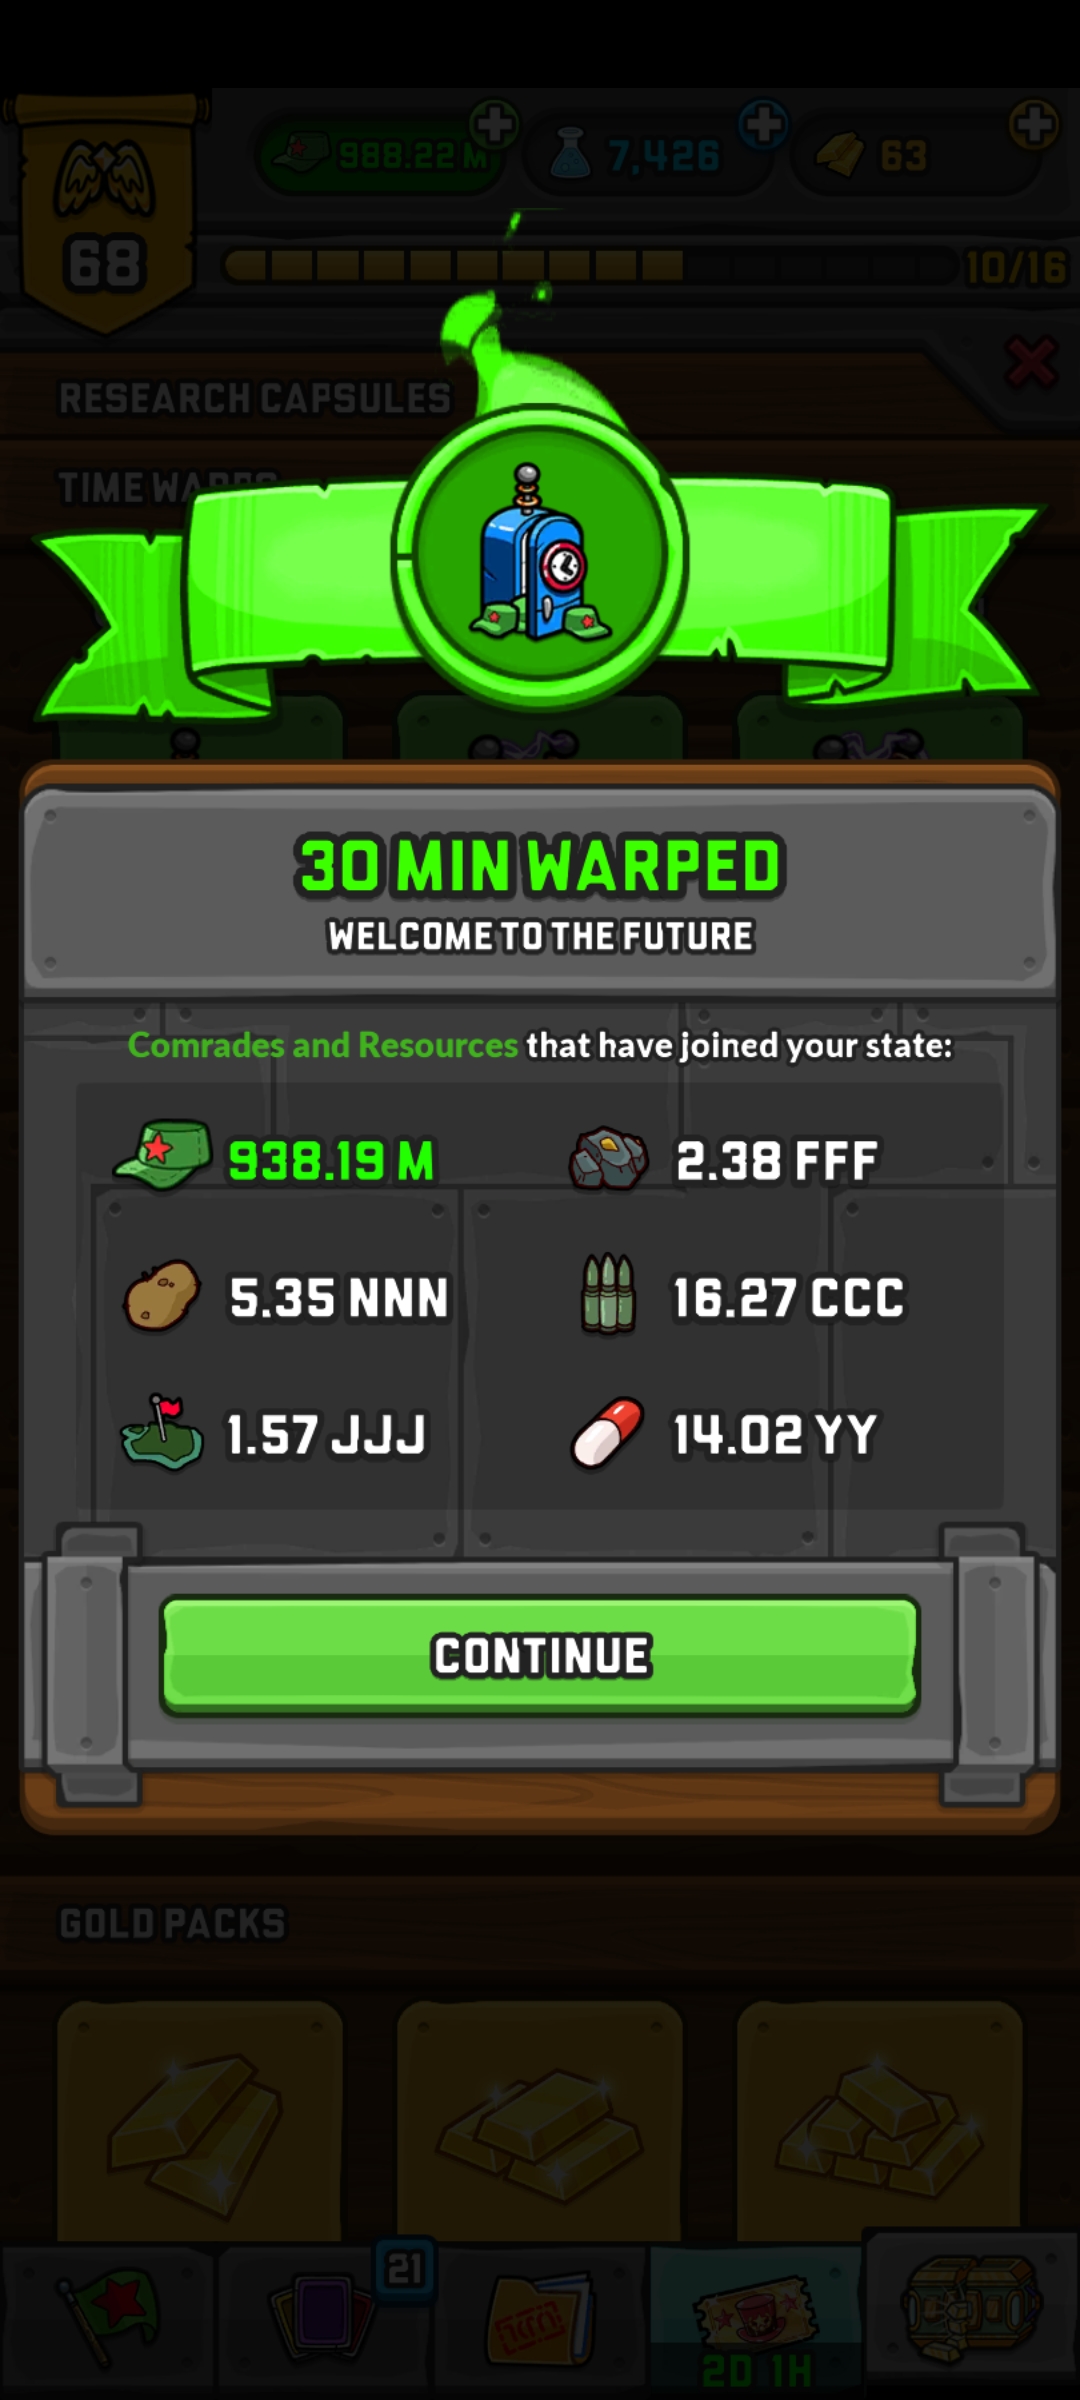 988.22 M
7,426
63
68
10/16
RESEARCH CAPSULES
TIME WARPS
30 MIN WARPED
WELCOME TO THE FUTURE
Comrades and Resources that have joined your state:
938.19 M
2.38 FFF
5.35 NNN
16.27 CCC
1.57 JJJ
14.02 YY
CONTINUE
GOLD PACKS
21
2D 1H